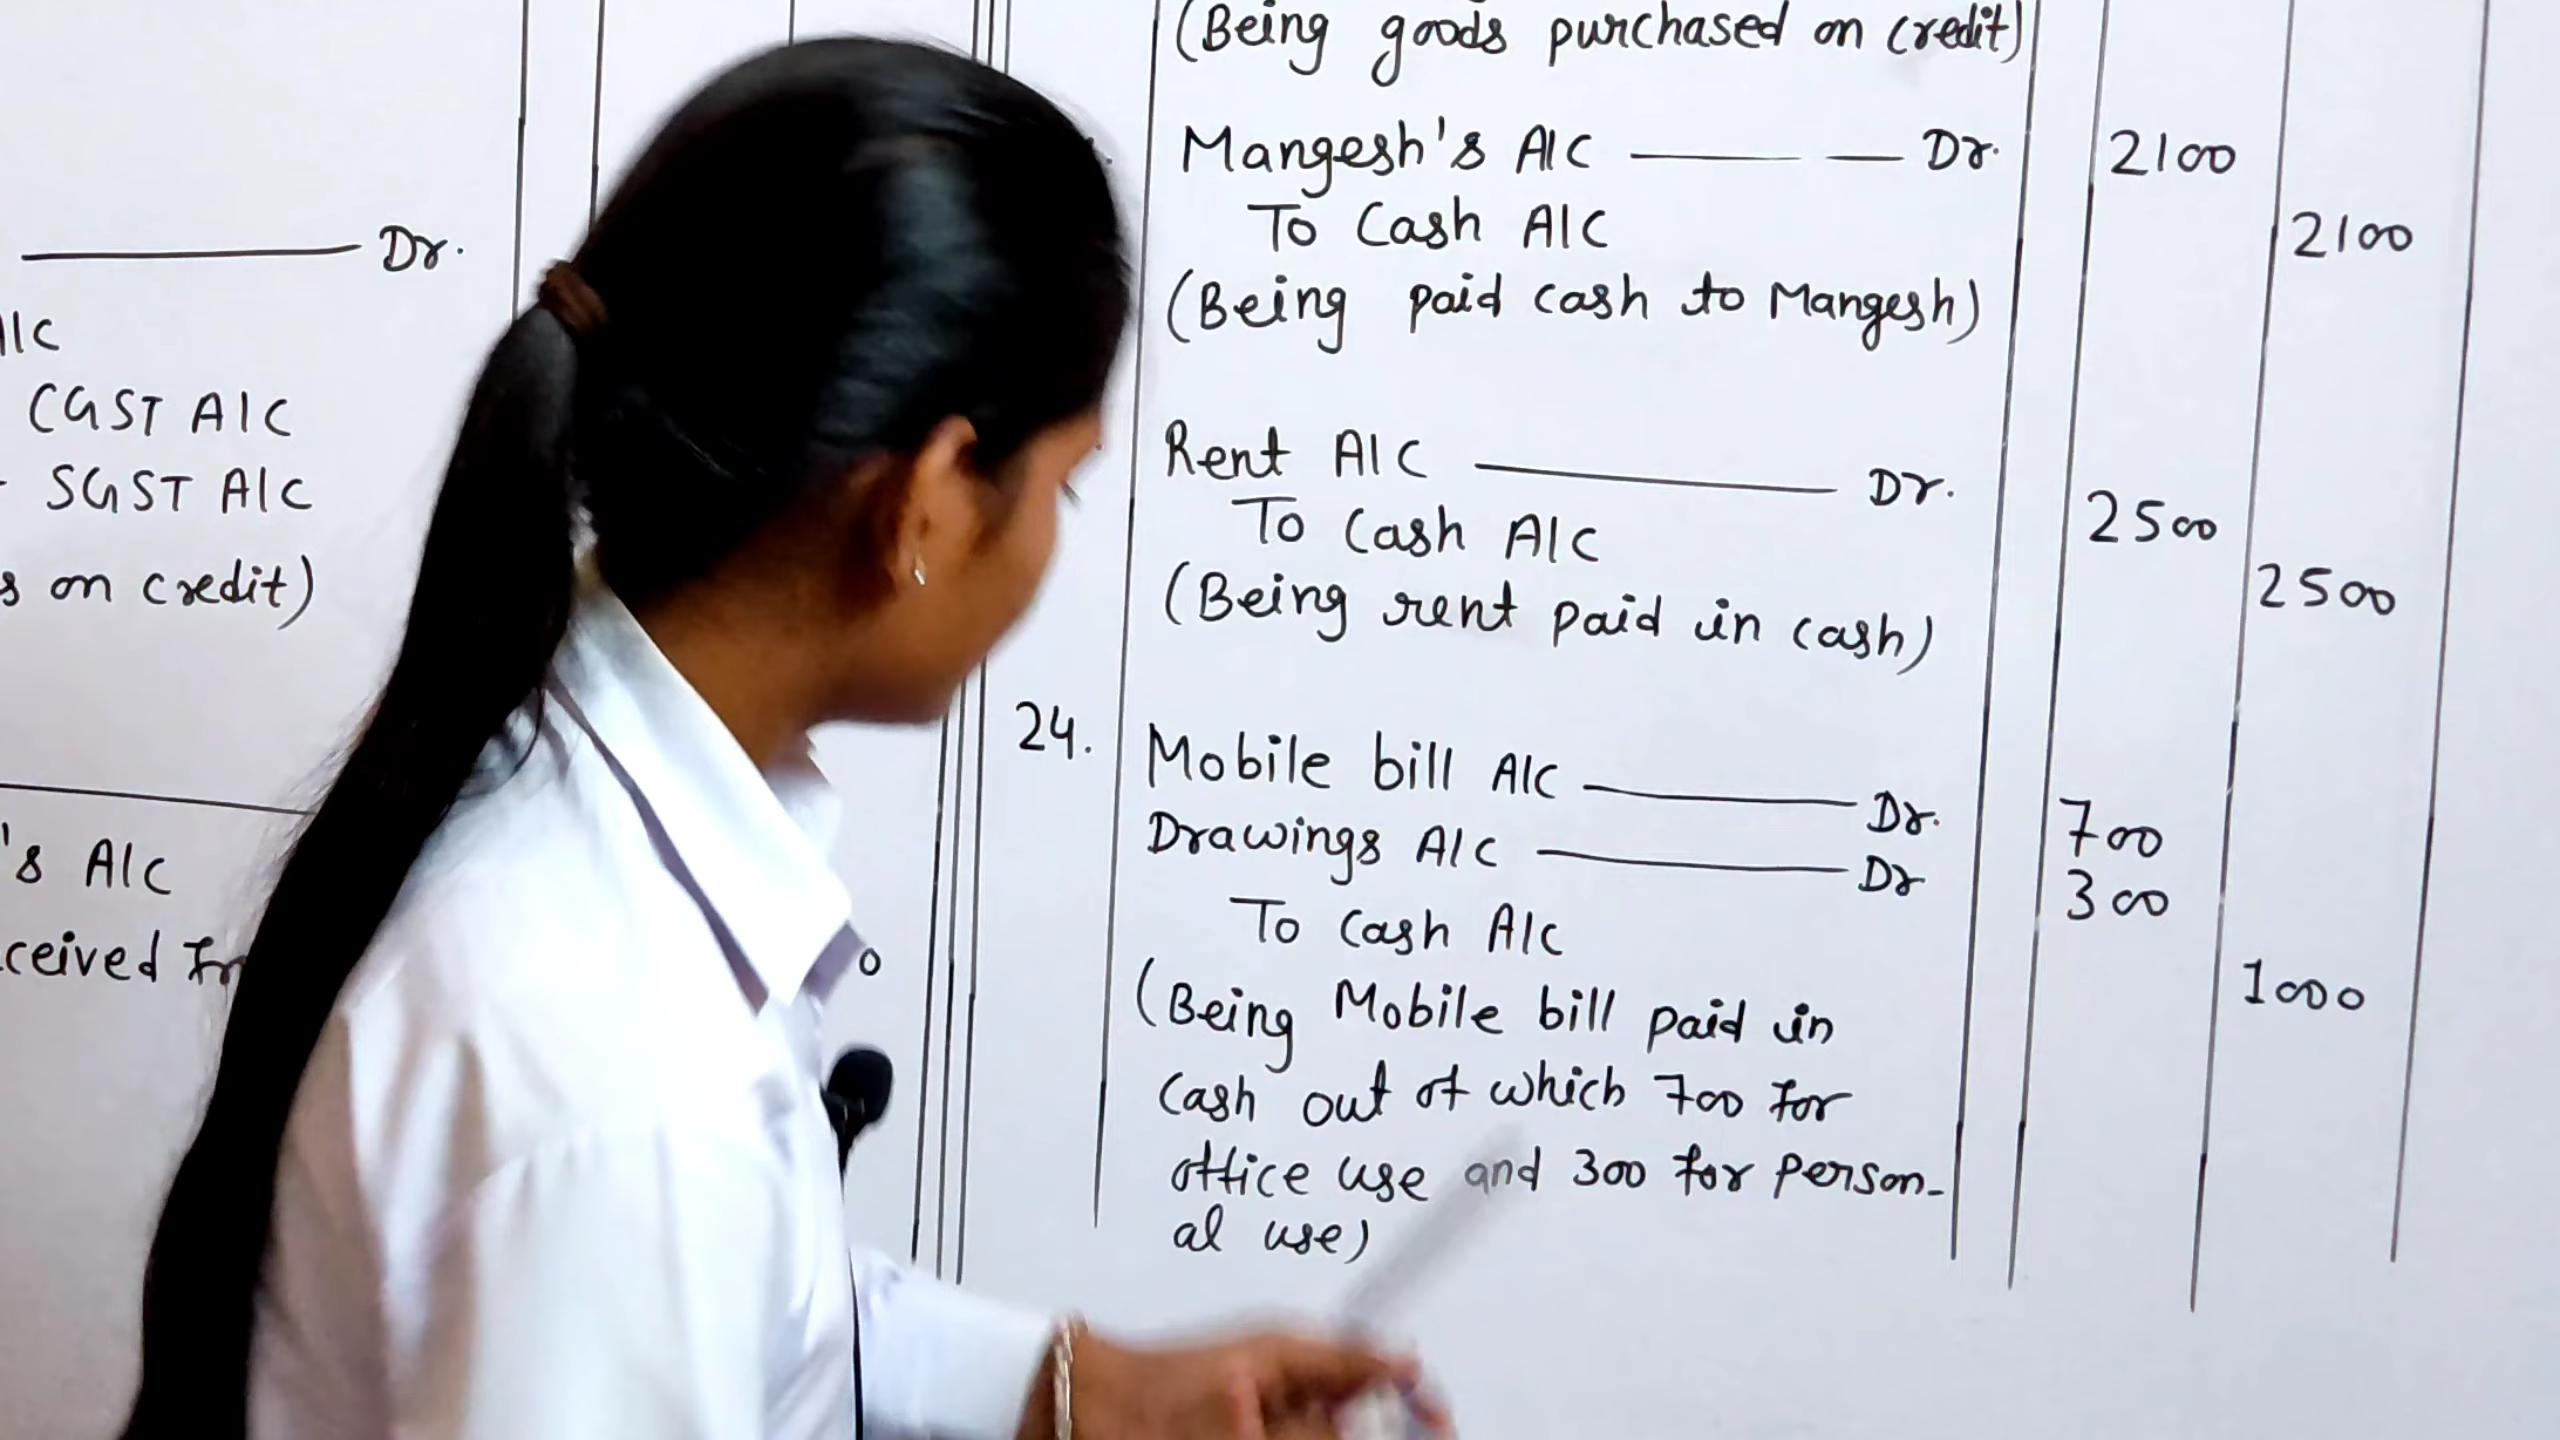 Dr.
A/C
CGST A/C
SGST A/C
s on credit)
's A/C
ceived
0
(Being goods purchased on credit)
Mangesh's A/C Dr. 2100
To Cash A/C 2100
(Being paid cash to Mangesh)
Rent A/C Dr. 2500
To Cash A/C 2500
(Being rent paid in cash)
24. Mobile bill A/C Dr. 700
Drawings A/C Dr 300
To Cash A/C 1000
(Being Mobile bill paid in
Cash out of which 700 for
office use and 300 for person-
al use)